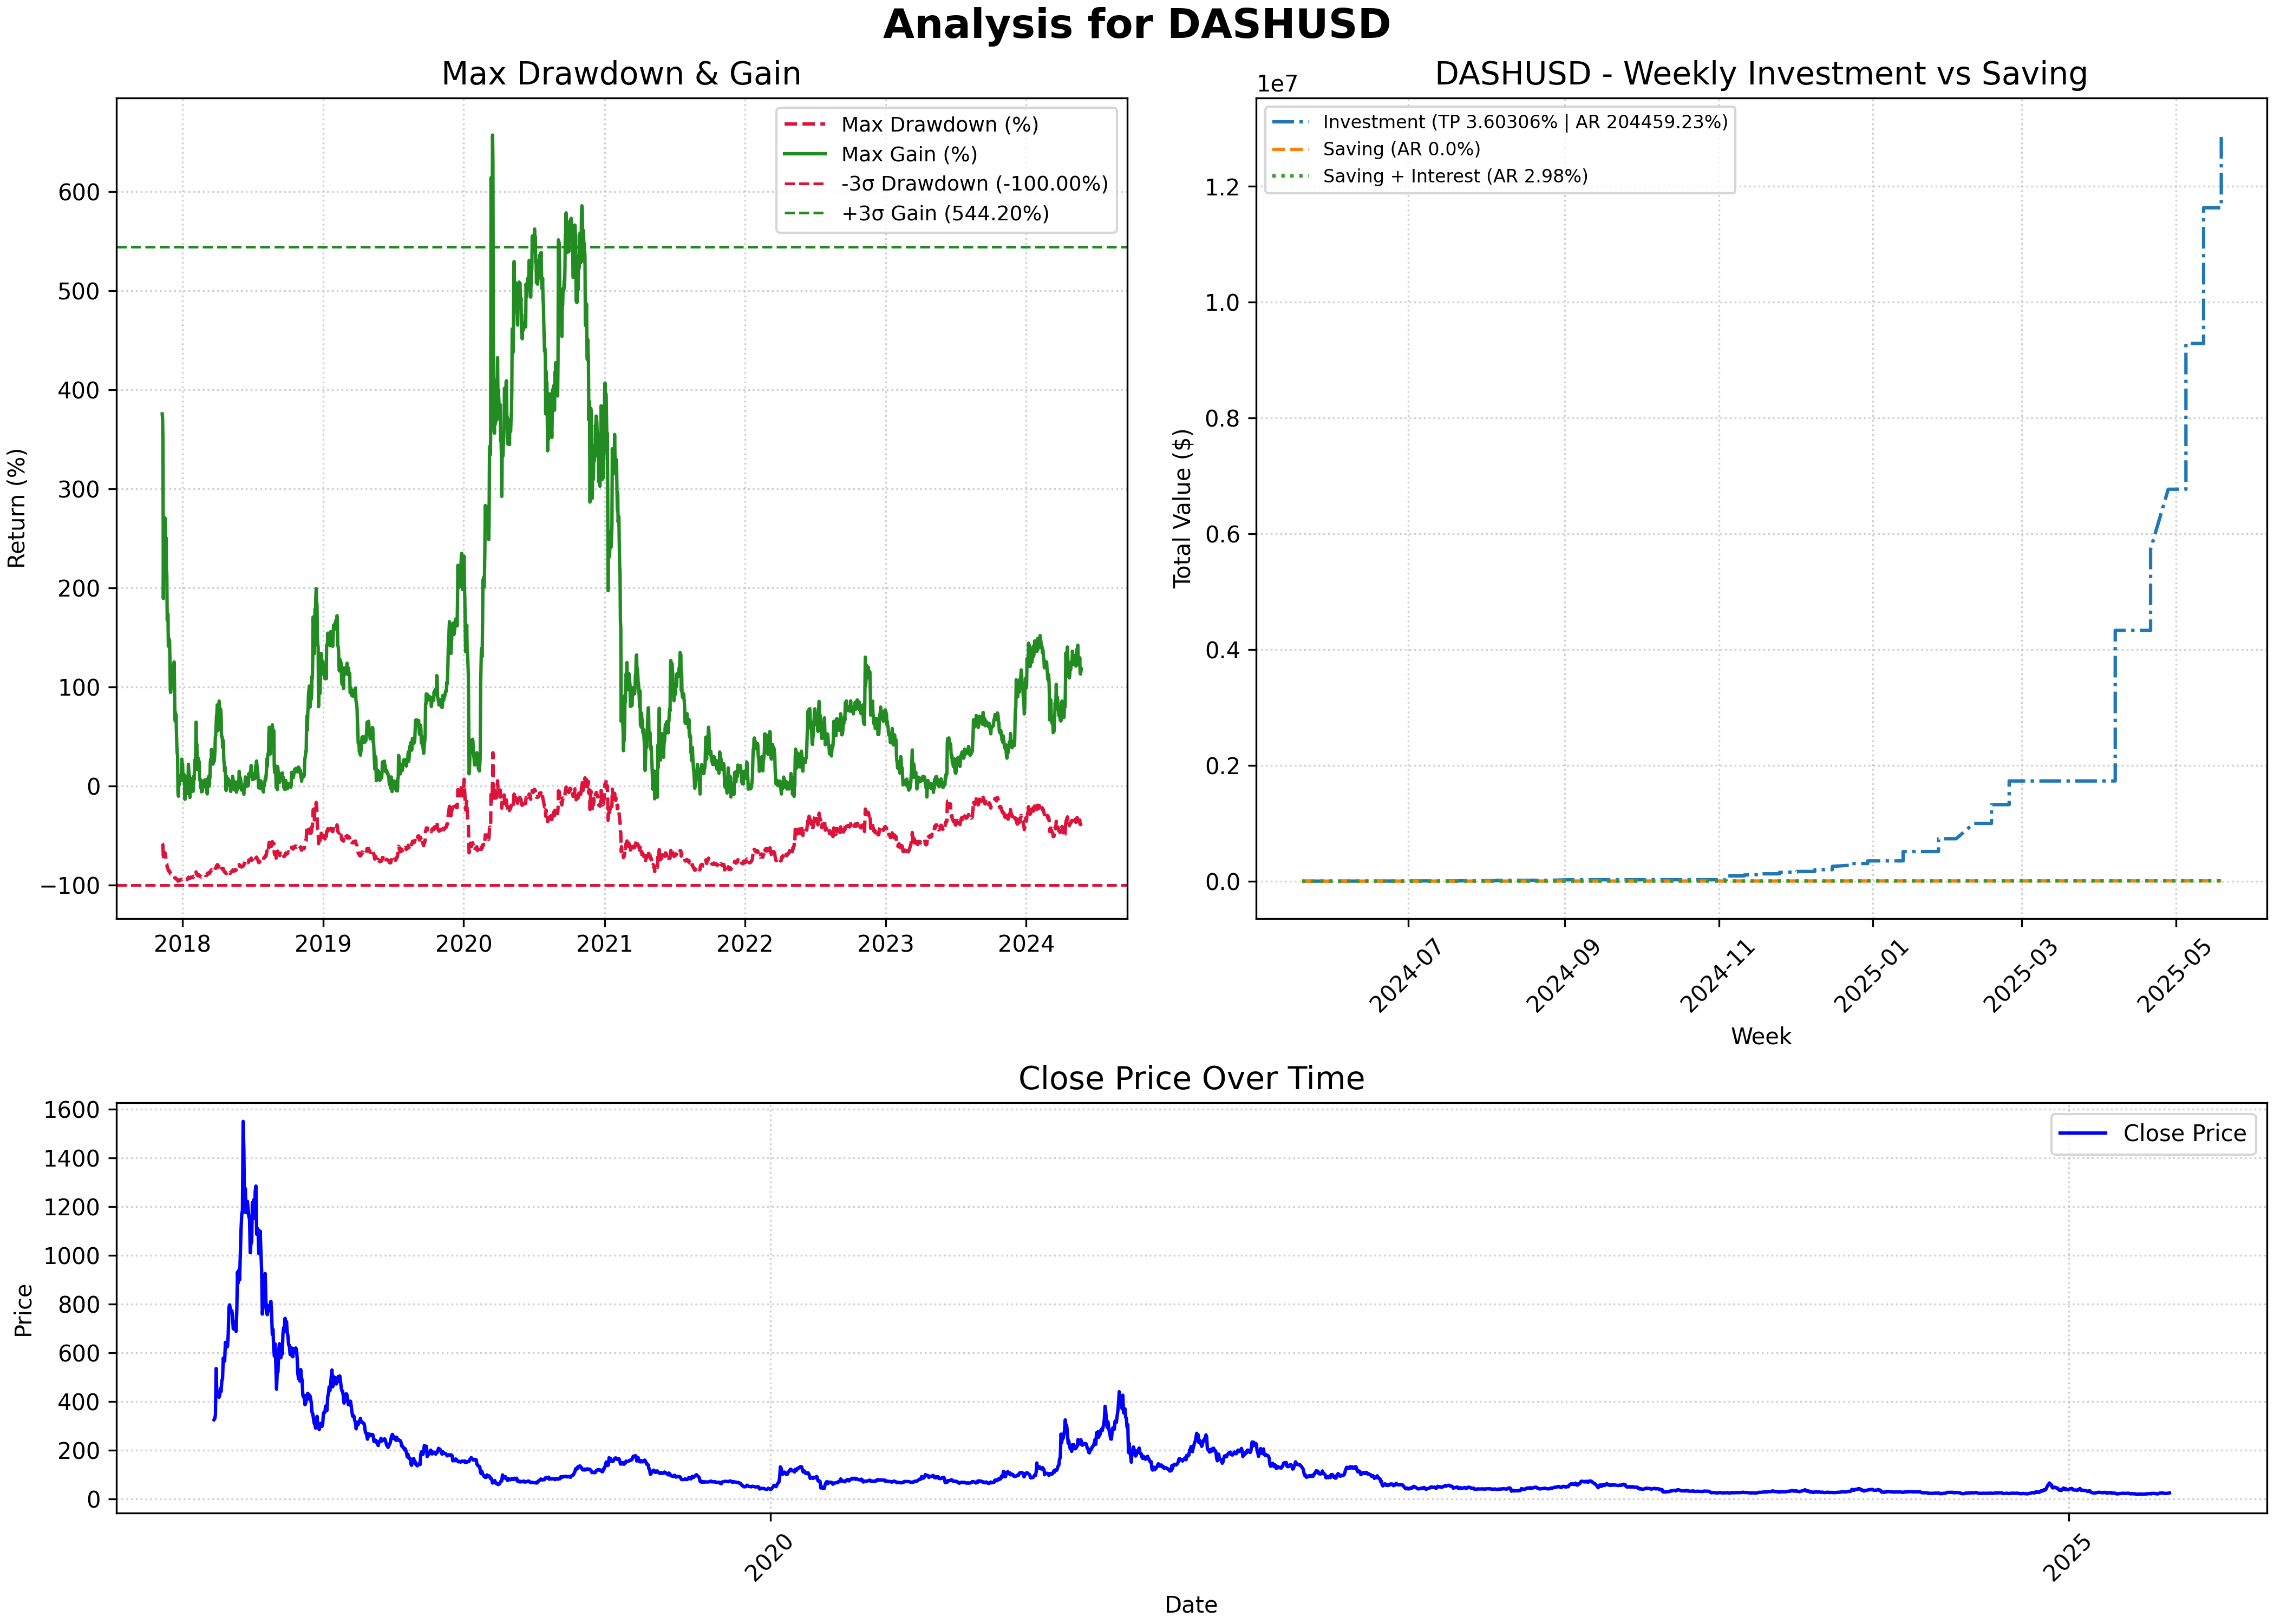 Analysis for DASHUSD
Max Drawdown & Gain
Return (%)
600
500
400
300
200
100
0
−100
2018
2019
2020
2021
2022
2023
2024
Max Drawdown (%)
Max Gain (%)
-3σ Drawdown (-100.00%)
+3σ Gain (544.20%)
DASHUSD - Weekly Investment vs Saving
1e7
Total Value ($)
1.2
1.0
0.8
0.6
0.4
0.2
0.0
2024-07
2024-09
2024-11
2025-01
2025-03
2025-05
Week
Investment (TP 3.60306% | AR 204459.23%)
Saving (AR 0.0%)
Saving + Interest (AR 2.98%)
Close Price Over Time
Price
1600
1400
1200
1000
800
600
400
200
0
2020
2025
Date
Close Price